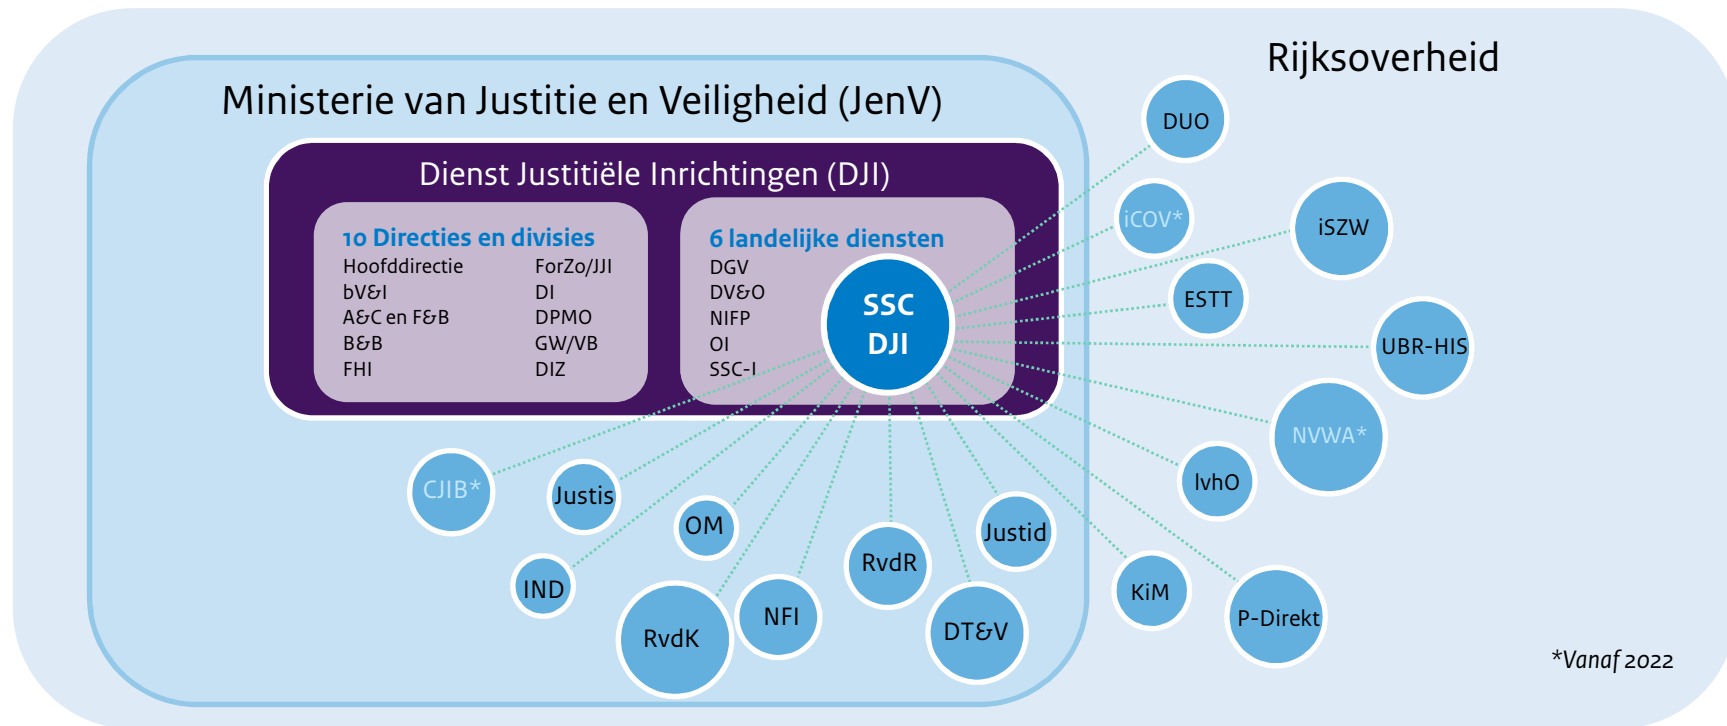 Rijksoverheid
Ministerie van Justitie en Veiligheid (JenV)
Dienst Justitiële Inrichtingen (DJI)
10 Directies en divisies
Hoofddirectie
bV&I
A&C en F&B
B&B
FHI
ForZo/JJI
DI
DPMO
GW/VB
DIZ
6 landelijke diensten
DGV
DV&O
NIFP
OI
SSC-I
SSC
DJI
DUO
iCOV*
iSZW
ESTT
UBR-HIS
NVWA*
IvhO
CJIB*
Justis
OM
IND
RvdK
NFI
RvdR
Justid
DT&V
KiM
P-Direkt
*Vanaf 2022